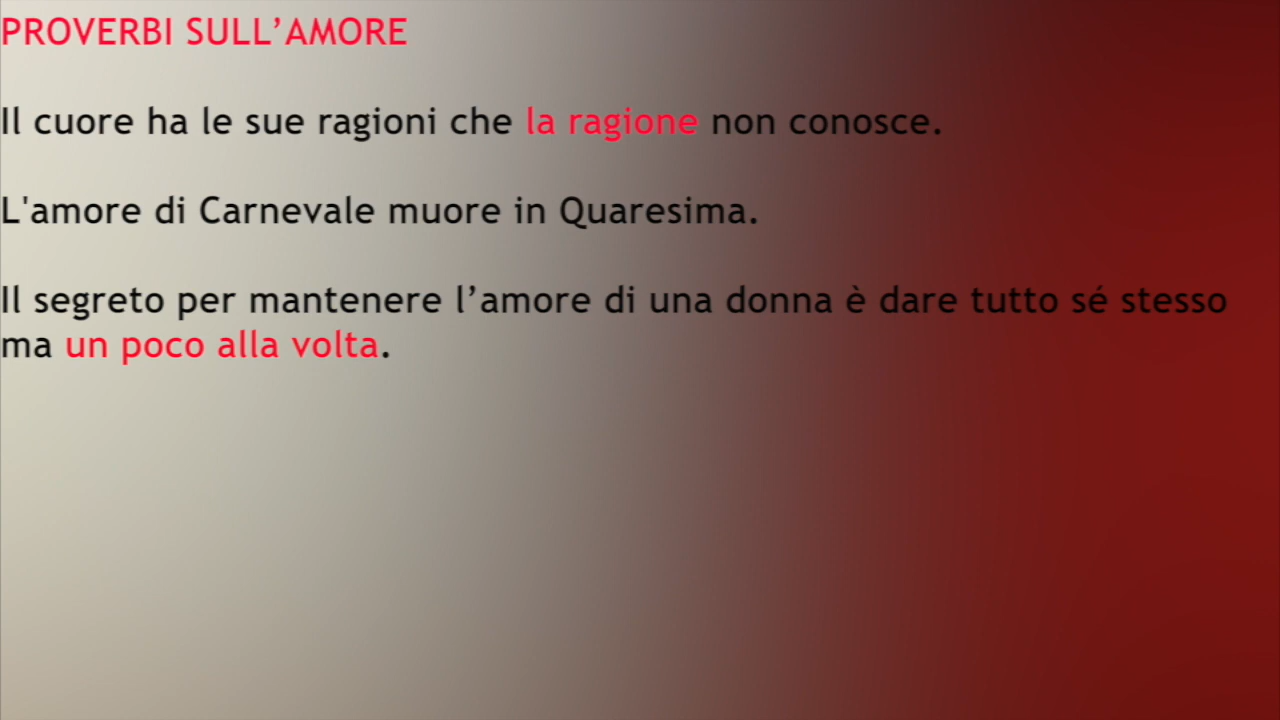 PROVERBI SULL’AMORE
Il cuore ha le sue ragioni che la ragione non conosce.
L'amore di Carnevale muore in Quaresima.
Il segreto per mantenere l’amore di una donna è dare tutto sé stesso
ma un poco alla volta.